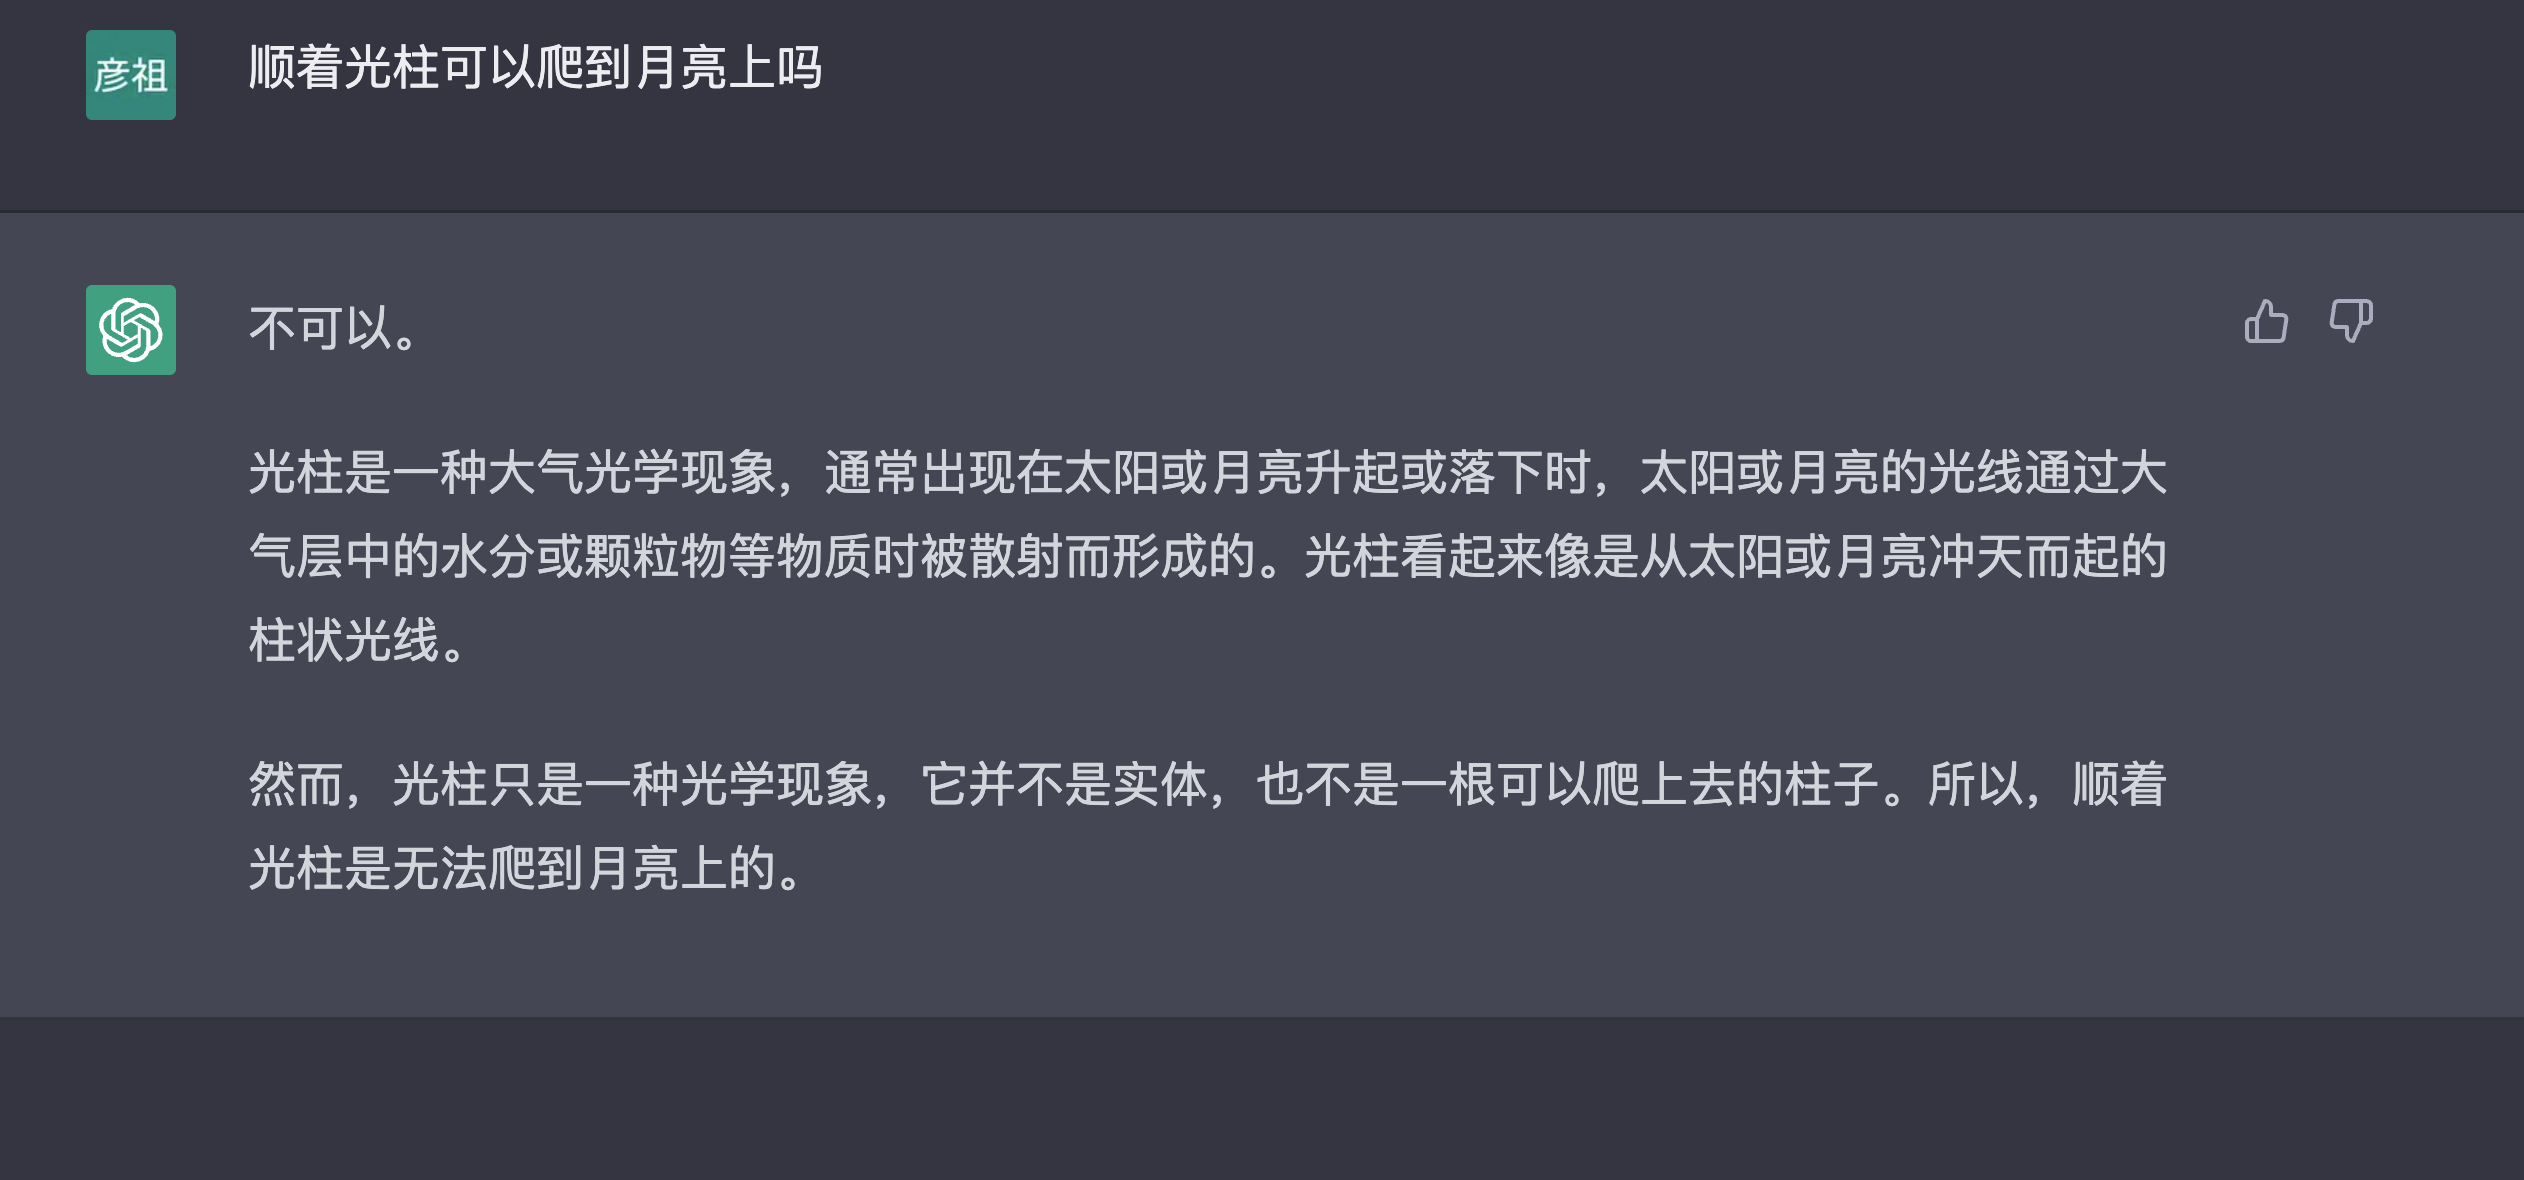 彦祖
顺着光柱可以爬到月亮上吗
不可以。
光柱是一种大气光学现象，通常出现在太阳或月亮升起或落下时，太阳或月亮的光线通过大
气层中的水分或颗粒物等物质时被散射而形成的。光柱看起来像是从太阳或月亮冲天而起的
柱状光线。
然而，光柱只是一种光学现象，它并不是实体，也不是一根可以爬上去的柱子。所以，顺着
光柱是无法爬到月亮上的。